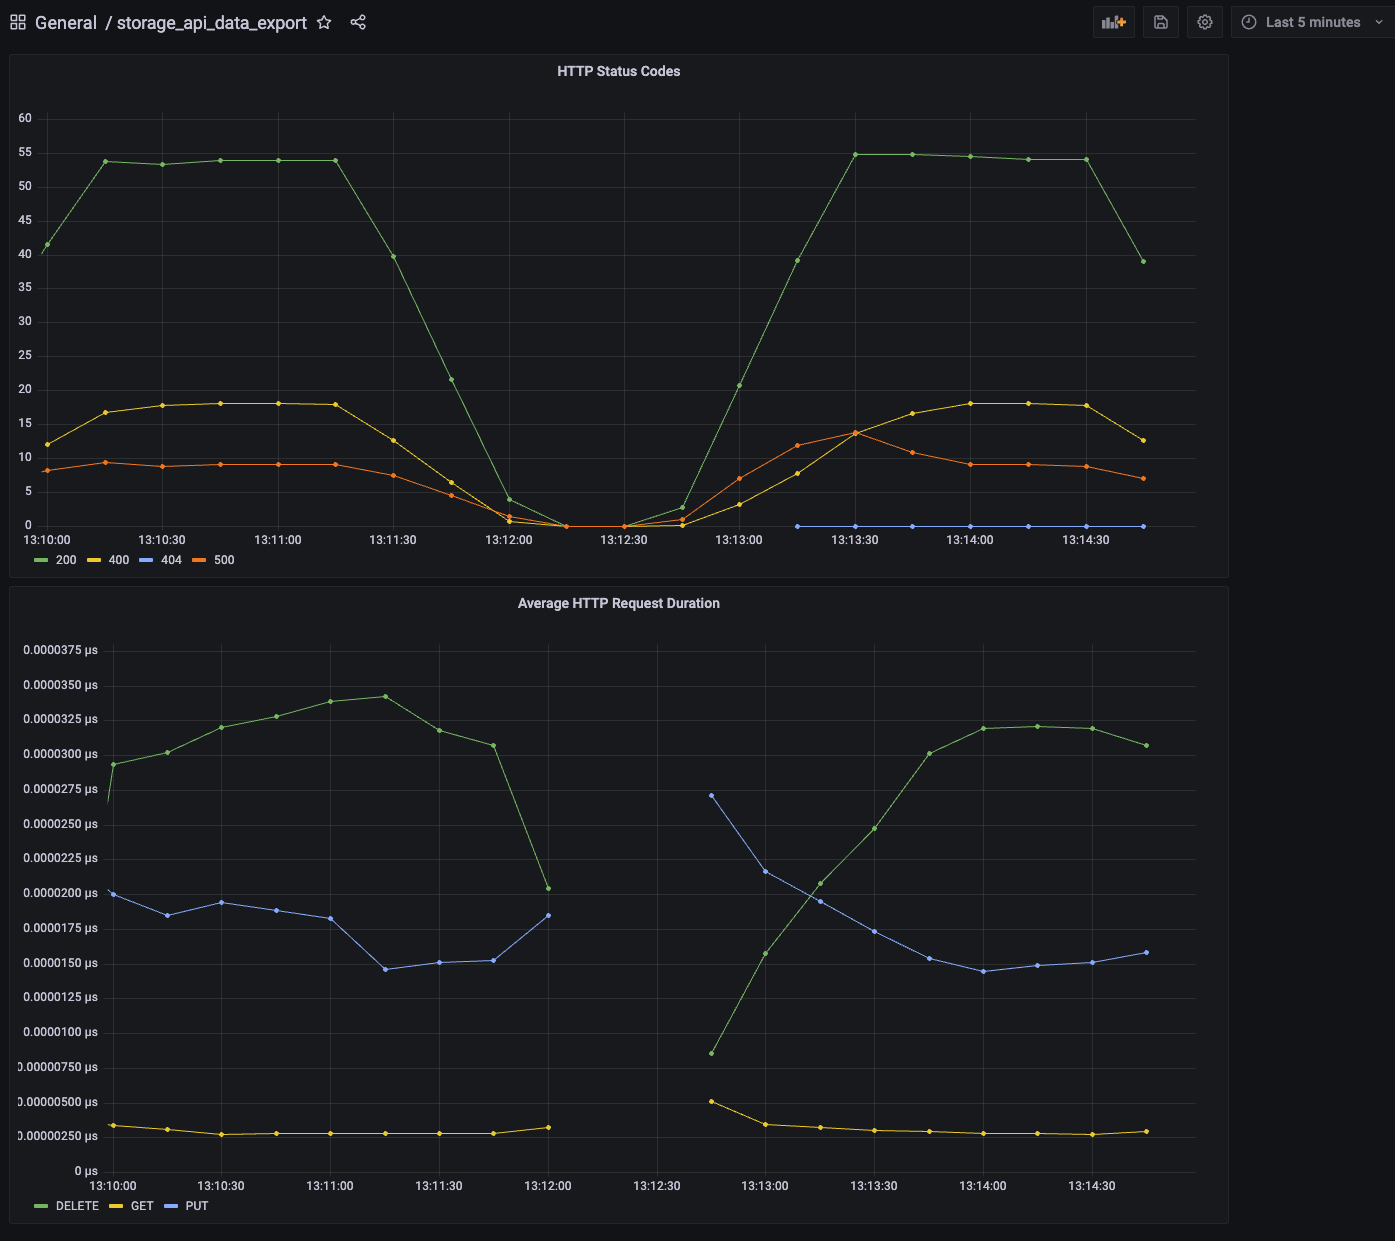 General / storage_api_data_export
Last 5 minutes
HTTP Status Codes
60
55
50
45
40
35
30
25
20
15
10
5
0
13:10:00 13:10:30 13:11:00 13:11:30 13:12:00 13:12:30 13:13:00 13:13:30 13:14:00 13:14:30
200 400 404 500
Average HTTP Request Duration
0.0000375 µs
0.0000350 µs
0.0000325 µs
0.0000300 µs
0.0000275 µs
0.0000250 µs
0.0000225 µs
0.0000200 µs
0.0000175 µs
0.0000150 µs
0.0000125 µs
0.0000100 µs
0.00000750 µs
0.00000500 µs
0.00000250 µs
0 µs
13:10:00 13:10:30 13:11:00 13:11:30 13:12:00 13:12:30 13:13:00 13:13:30 13:14:00 13:14:30
DELETE GET PUT